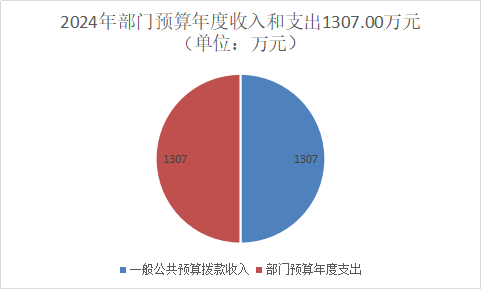 2024年部门预算年度收入和支出1307.00万元
（单位：万元）
1307
1307
一般公共预算拨款收入
部门预算年度支出